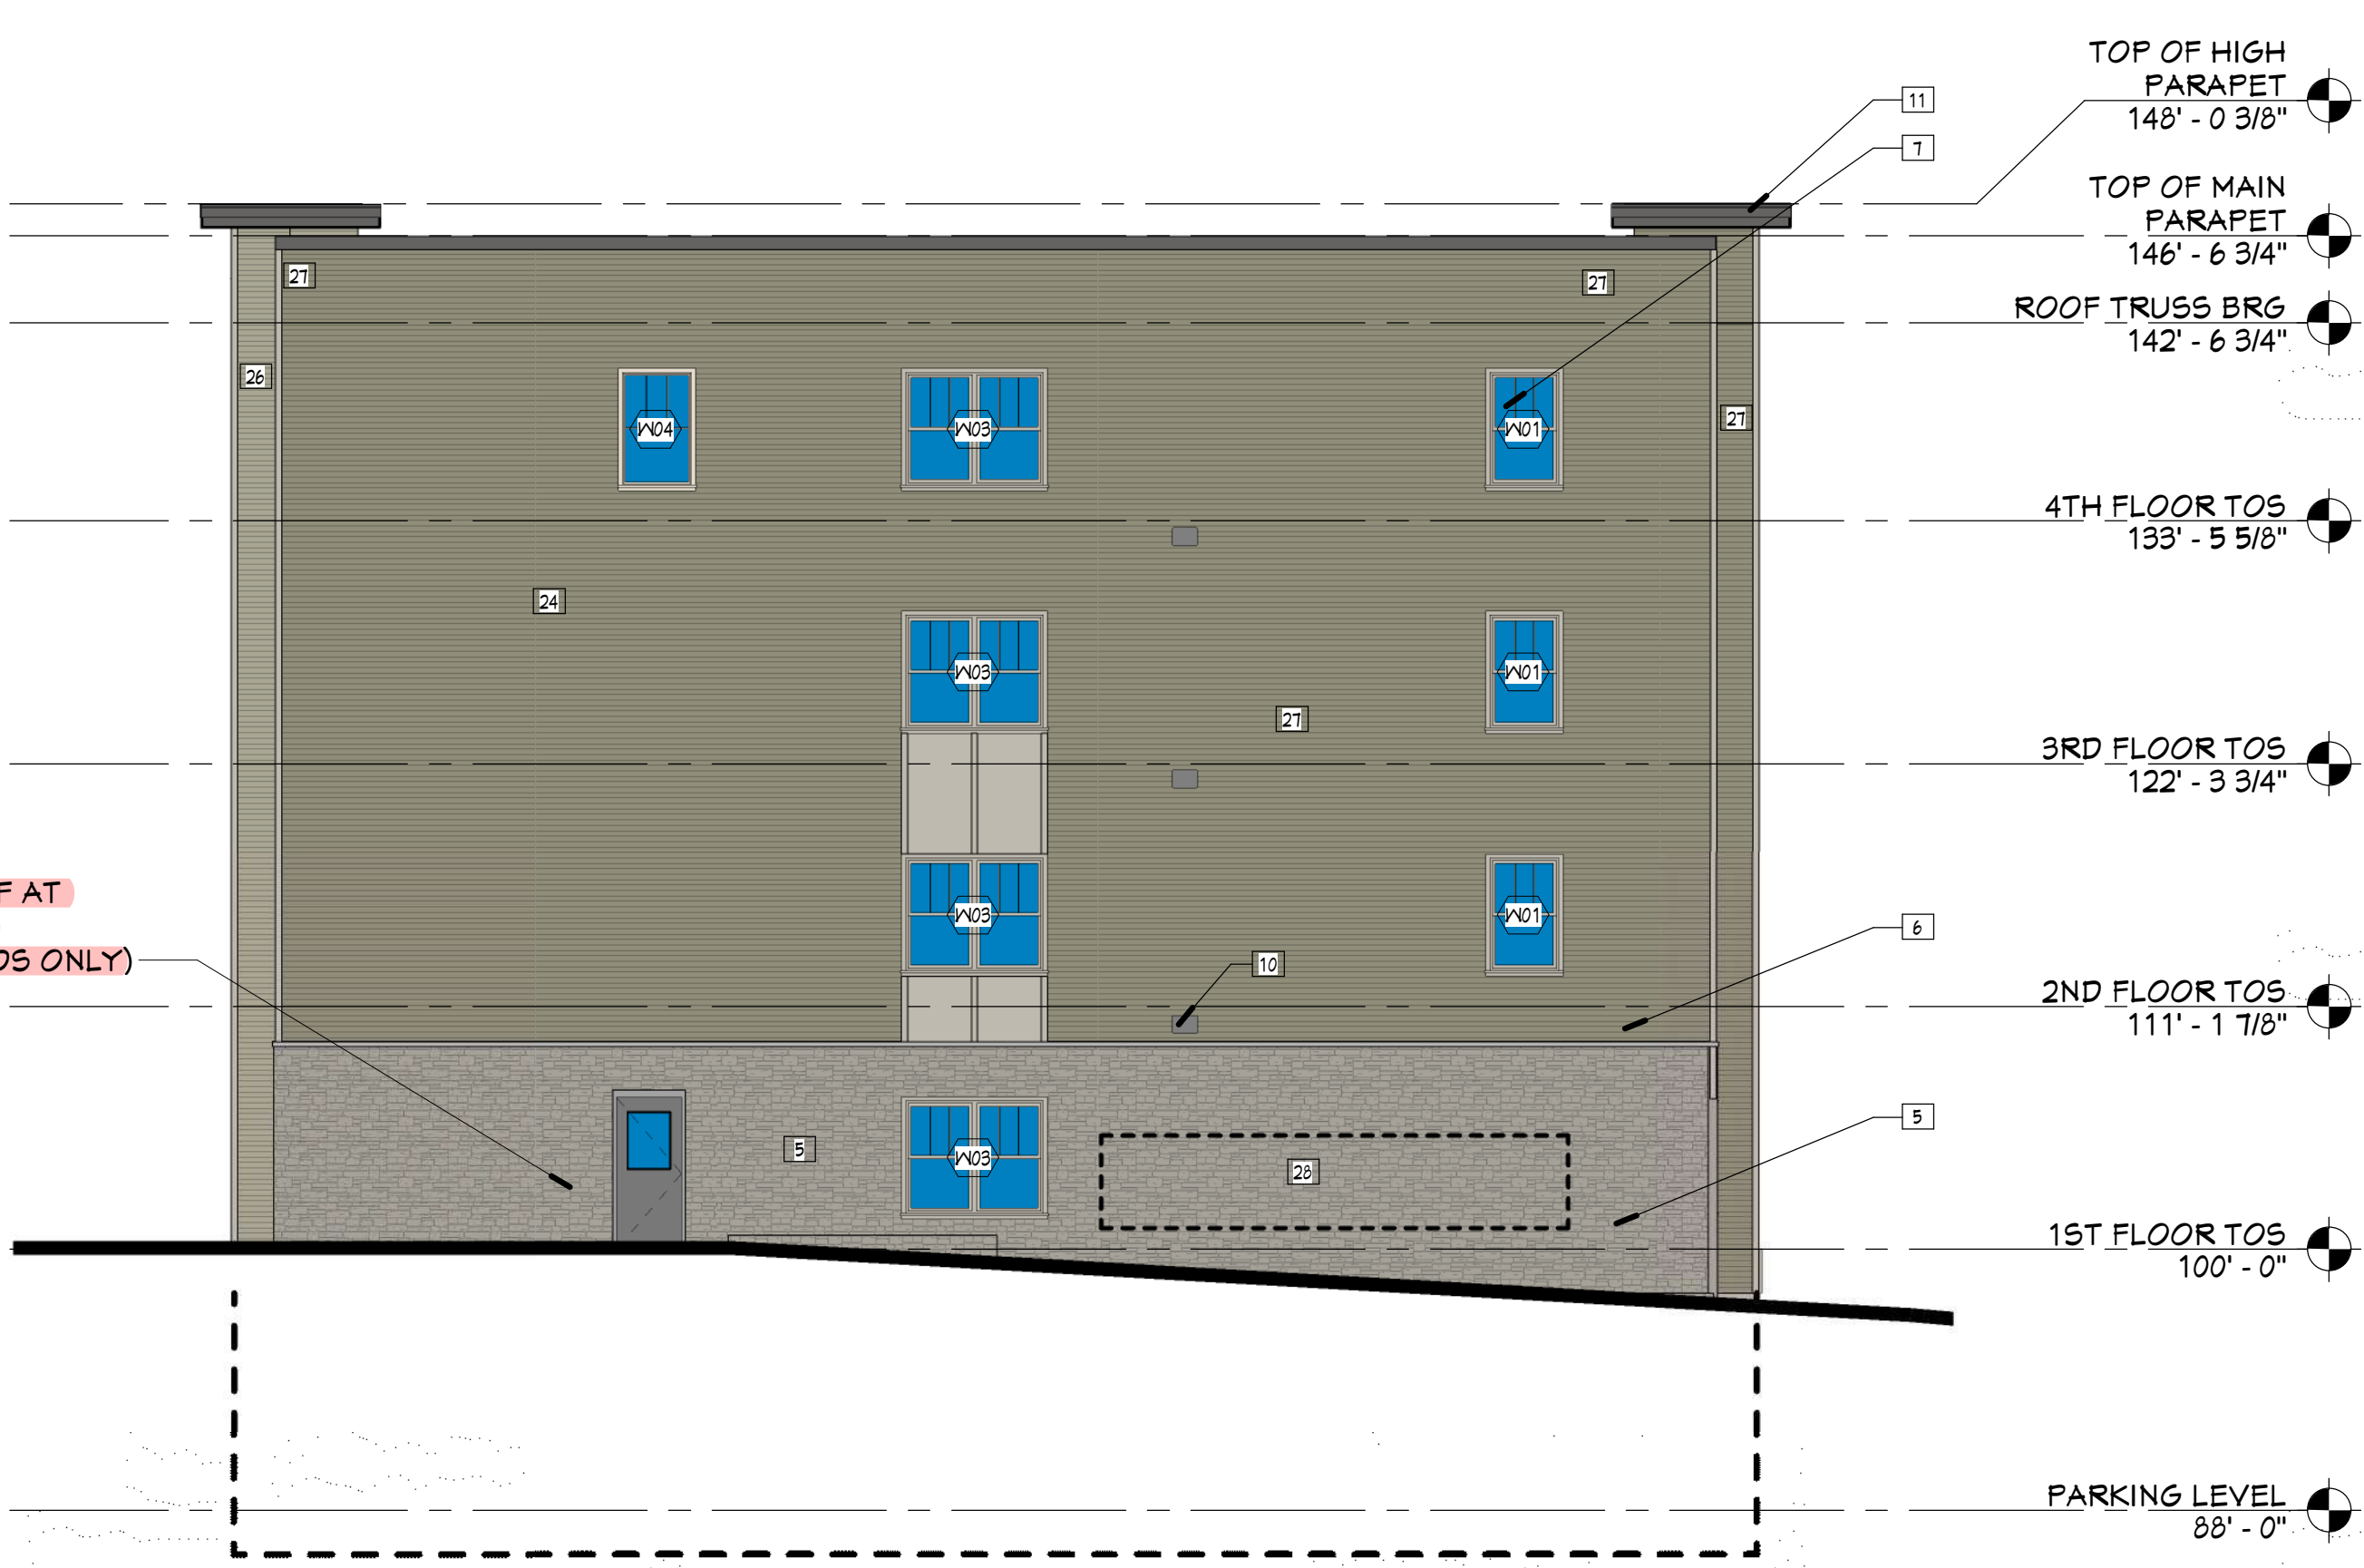 TOP OF HIGH
PARAPET
148' - 0 3/8"
11
7
TOP OF MAIN
PARAPET
146' - 6 3/4"
27
27
ROOF TRUSS BRG
142' - 6 3/4"
26
27
W04
W03
W01
4TH FLOOR TOS
133' - 5 5/8"
24
W03
W01
27
3RD FLOOR TOS
122' - 3 3/4"
F AT
W03
W01
6
DS ONLY)
10
2ND FLOOR TOS
111' - 1 7/8"
5
5
W03
28
1ST FLOOR TOS
100' - 0"
PARKING LEVEL
88' - 0"